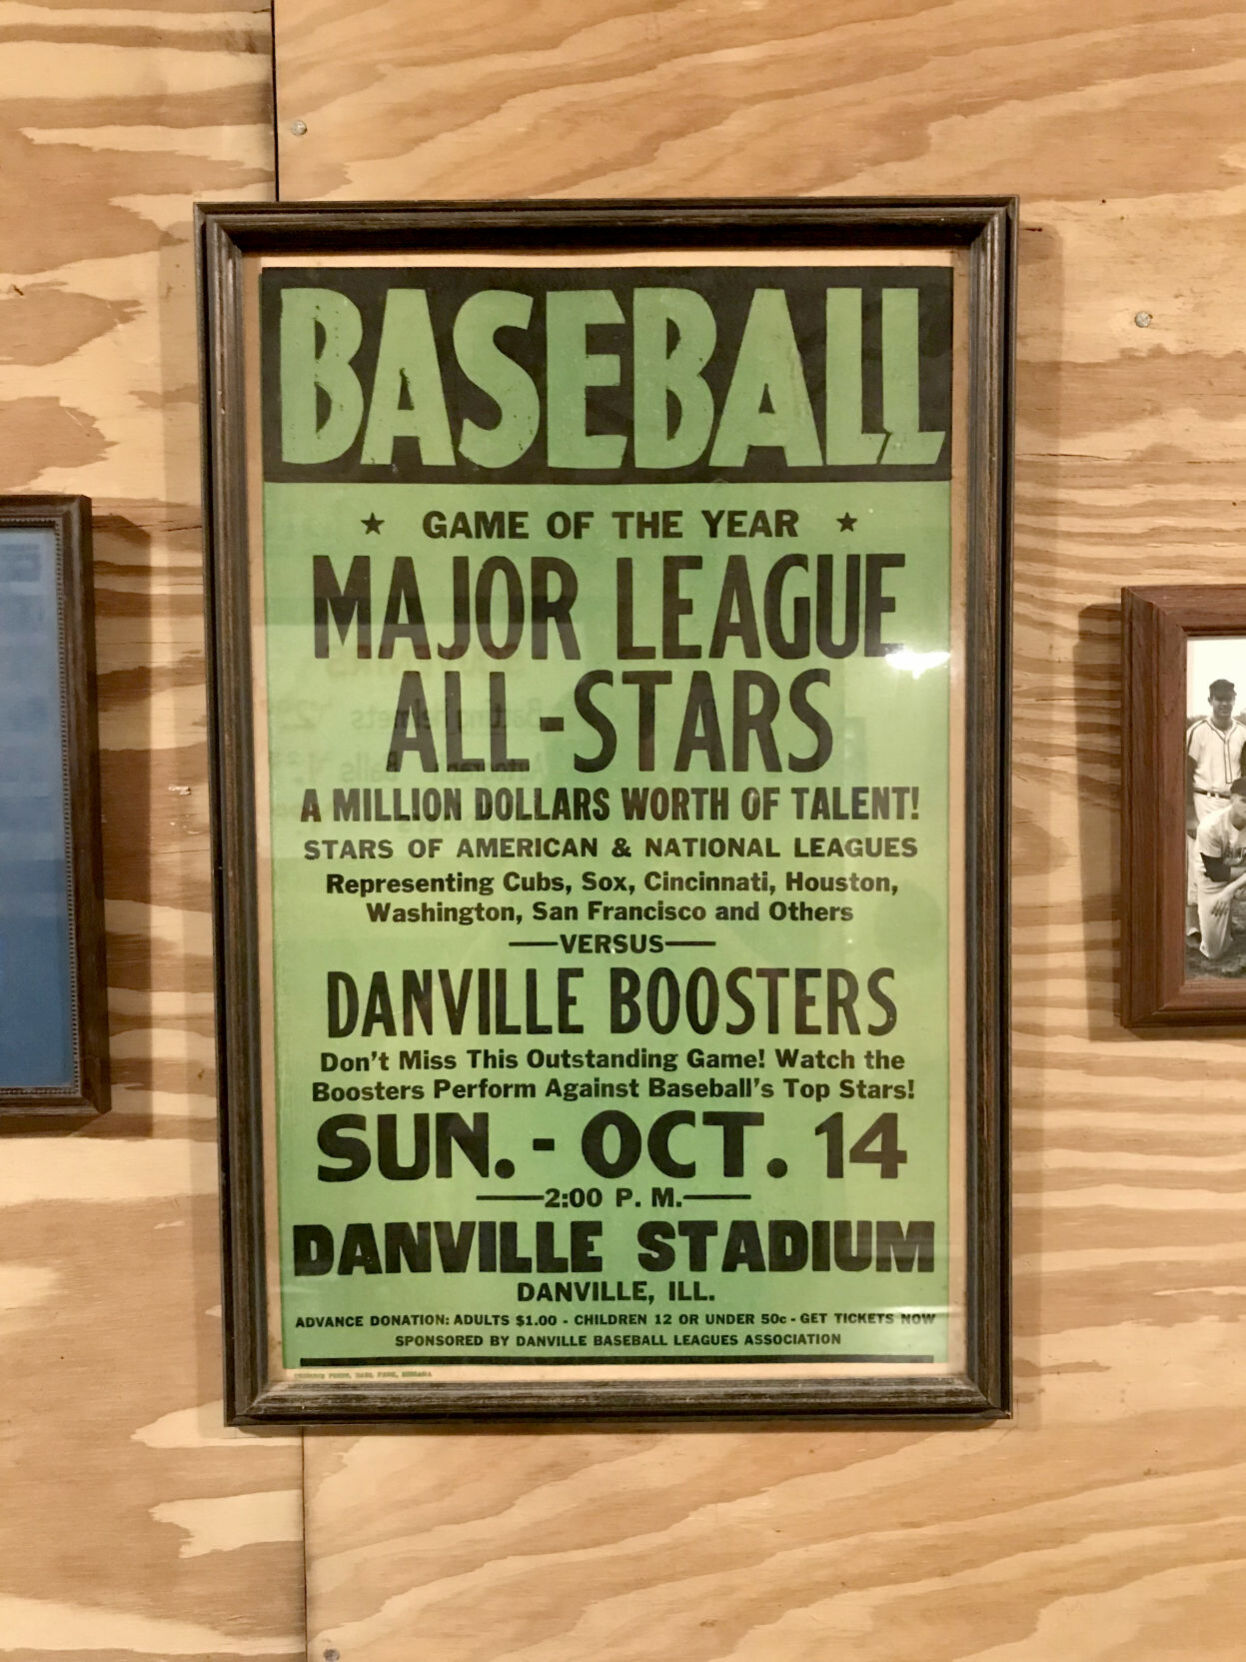 BASEBALL
★ GAME OF THE YEAR ★
MAJOR LEAGUE
ALL-STARS
A MILLION DOLLARS WORTH OF TALENT!
STARS OF AMERICAN & NATIONAL LEAGUES
Representing Cubs, Sox, Cincinnati, Houston,
Washington, San Francisco and Others
VERSUS
DANVILLE BOOSTERS
Don't Miss This Outstanding Game! Watch the
Boosters Perform Against Baseball's Top Stars!
SUN. - OCT. 14
2:00 P. M.
DANVILLE STADIUM
DANVILLE, ILL.
ADVANCE DONATION: ADULTS $1.00 - CHILDREN 12 OR UNDER 50c - GET TICKETS NOW
SPONSORED BY DANVILLE BASEBALL LEAGUES ASSOCIATION